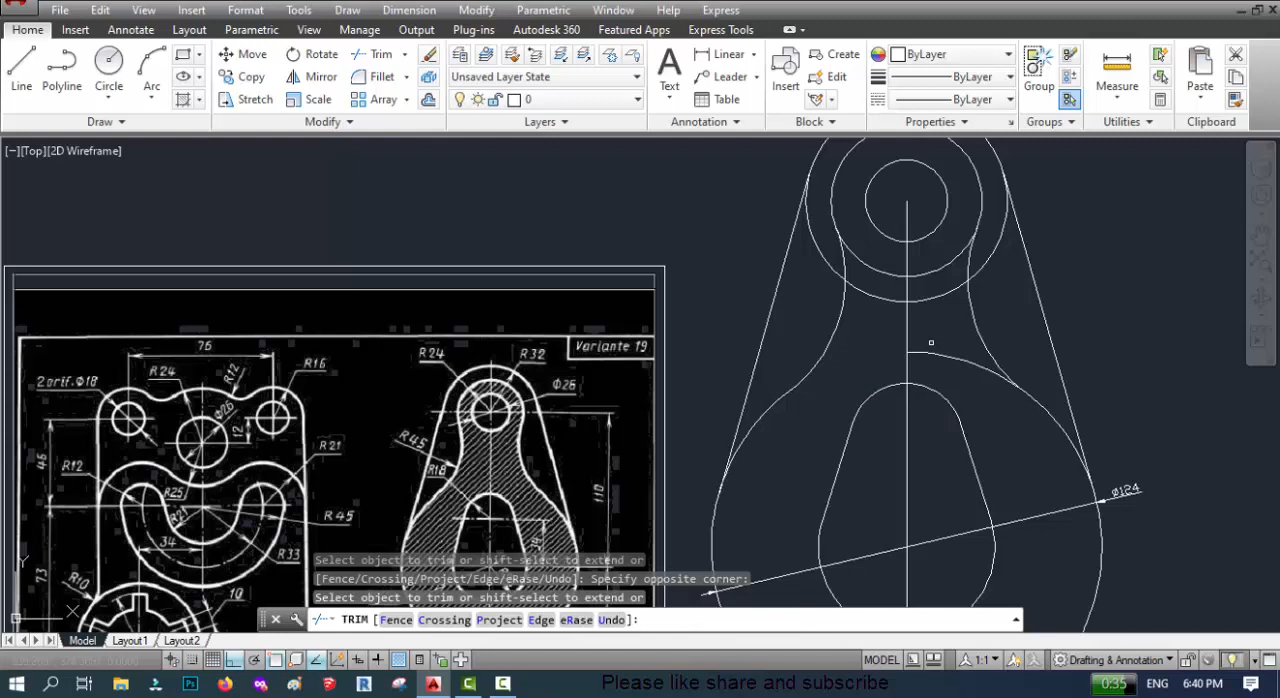 File Edit View Insert Format Tools Draw Dimension Modify Parametric Window Help Express
Home Insert Annotate Layout Parametric View Manage Output Plug-ins Autodesk 360 Featured Apps Express Tools
Line Polyline Circle Arc
Move Rotate Trim
Copy Mirror Fillet
Stretch Scale Array
Unsaved Layer State
0
Text
Linear
Leader
Table
Insert
Create
Edit
ByLayer
ByLayer
ByLayer
Group
Measure
Paste
Draw Modify Layers Annotation Block Properties Groups Utilities Clipboard
[−][Top][2D Wireframe]
Variante 19
76
R24
R12
R16
2orif.Φ18
Φ26
12
46
R12
R25
R21
R21
R45
34
R33
73
R10
10
R24
R32
Φ26
R45
R18
110
34
ø124
Y
X
Select object to trim or shift-select to extend or
[Fence/Crossing/Project/Edge/eRase/Undo]: Specify opposite corner:
Select object to trim or shift-select to extend or
TRIM [Fence Crossing Project Edge eRase Undo]:
Model Layout1 Layout2
MODEL 1:1 Drafting & Annotation
Please like share and subscribe
0:35 ENG 6:40 PM